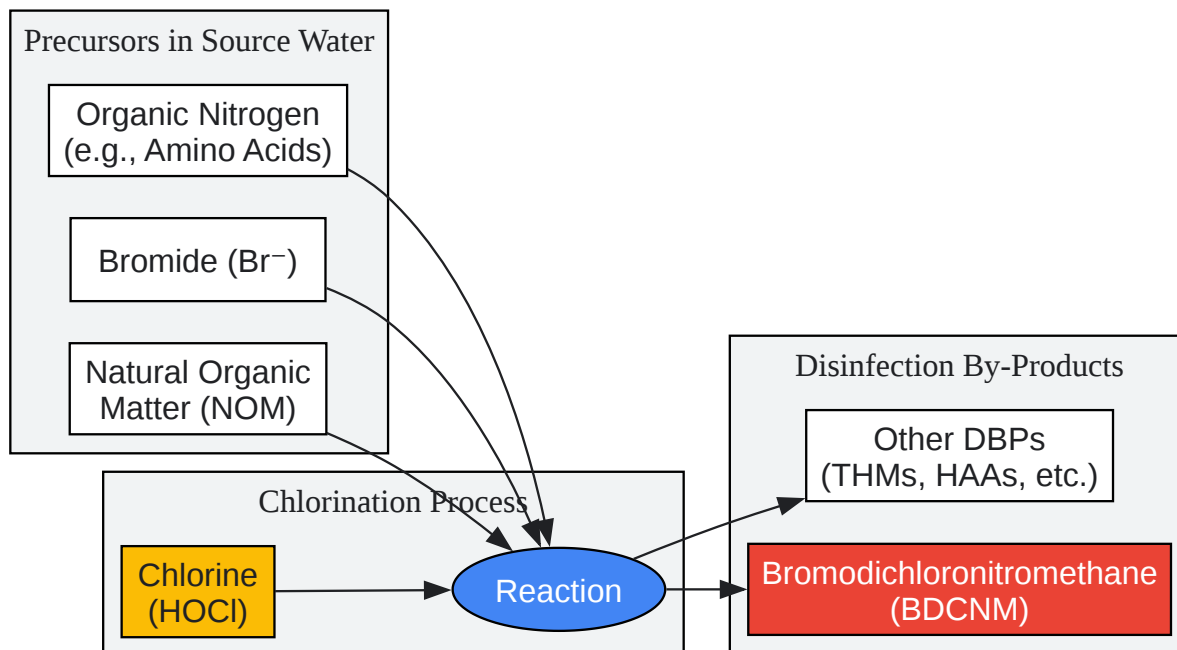 Precursors in Source Water
Organic Nitrogen
(e.g., Amino Acids)
Bromide (Br⁻)
Natural Organic
Matter (NOM)
Chlorination Process
Chlorine
(HOCl)
Reaction
Disinfection By-Products
Other DBPs
(THMs, HAAs, etc.)
Bromodichloronitromethane
(BDCNM)